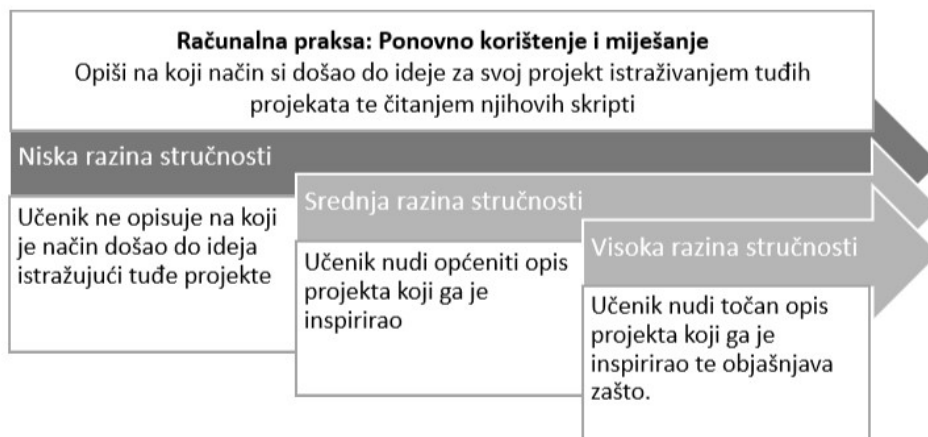 Računalna praksa: Ponovno korištenje i miješanje
Opiši na koji način si došao do ideje za svoj projekt istraživanjem tuđih
projekata te čitanjem njihovih skripti
Niska razina stručnosti
Učenik ne opisuje na koji
je način došao do ideja
istražujući tuđe projekte
Srednja razina stručnosti
Učenik nudi općeniti opis
projekta koji ga je
inspirirao
Visoka razina stručnosti
Učenik nudi točan opis
projekta koji ga je
inspirirao te objašnjava
zašto.